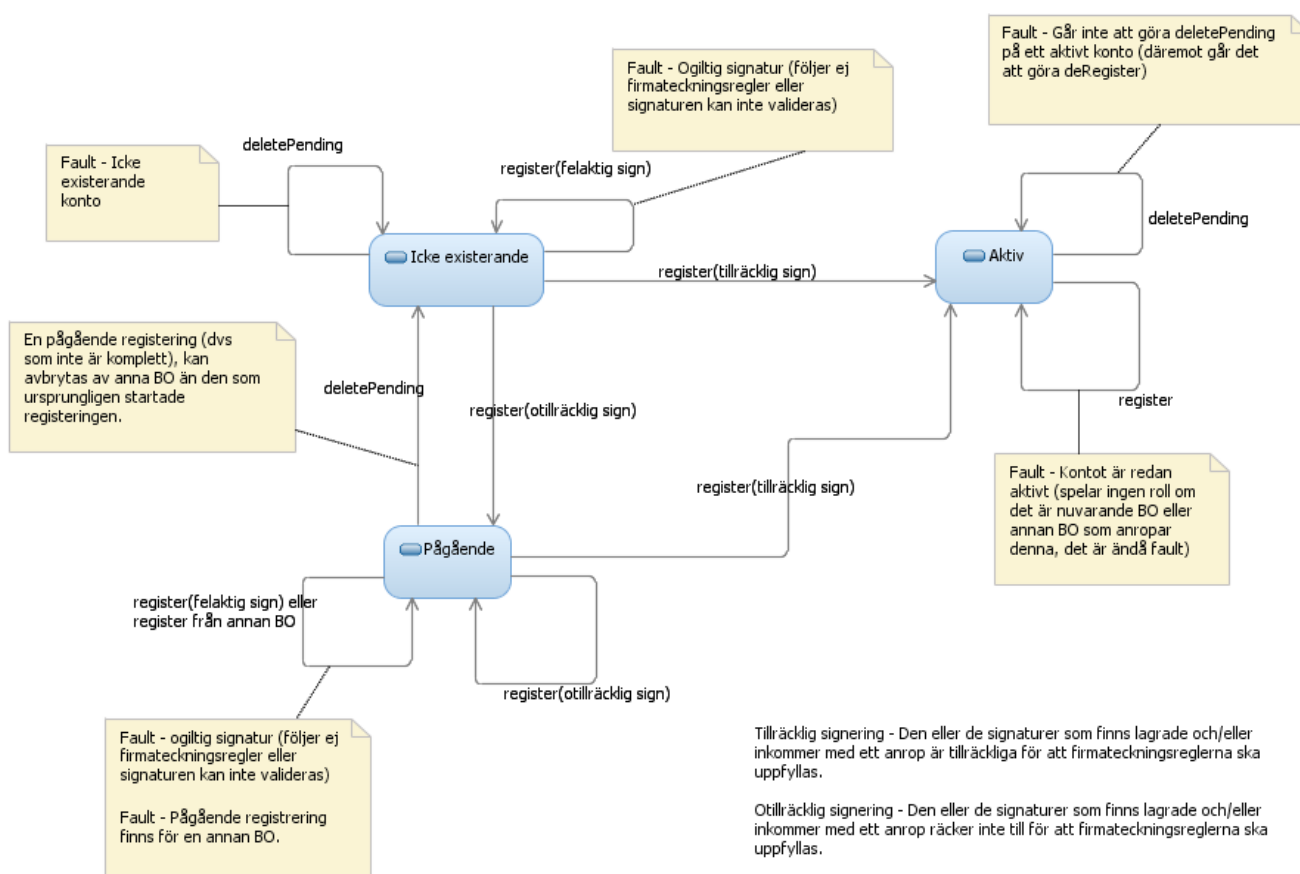 Fault - Går inte att göra deletePending
på ett aktivt konto (däremot går det
att göra deRegister)
Fault - Ogiltig signatur (följer ej
firmateckningsregler eller
signaturen kan inte valideras)
deletePending
Fault - Icke
existerande
konto
register(felaktig sign)
deletePending
Icke existerande
Aktiv
register(tillräcklig sign)
En pågående registering (dvs
som inte är komplett), kan
avbrytas av anna BO än den som
ursprungligen startade
registeringen.
deletePending
register(otillräcklig sign)
register
Fault - Kontot är redan
aktivt (spelar ingen roll om
det är nuvarande BO eller
annan BO som anropar
denna, det är ändå fault)
register(tillräcklig sign)
Pågående
register(felaktig sign) eller
register från annan BO
register(otillräcklig sign)
Fault - ogiltig signatur (följer ej
firmateckningsregler eller
signaturen kan inte valideras)
Fault - Pågående registrering
finns för en annan BO.
Tillräcklig signering - Den eller de signaturer som finns lagrade och/eller
inkommer med ett anrop är tillräckliga för att firmateckningsreglerna ska
uppfyllas.
Otillräcklig signering - Den eller de signaturer som finns lagrade och/eller
inkommer med ett anrop räcker inte till för att firmateckningsreglerna ska
uppfyllas.